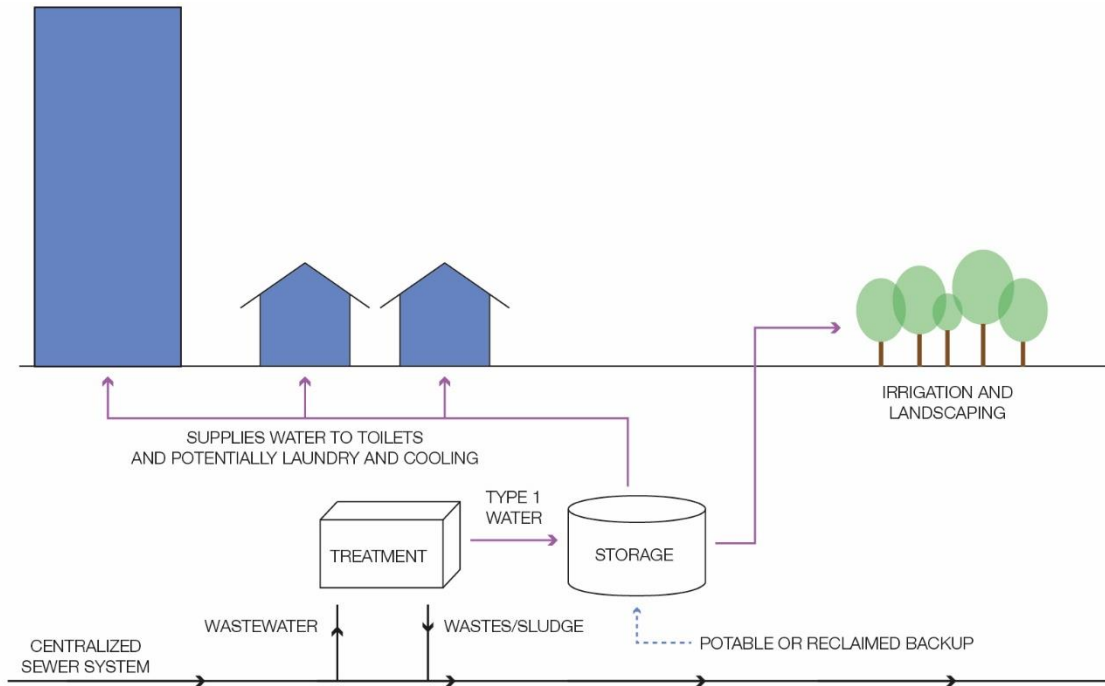 IRRIGATION AND
LANDSCAPING
SUPPLIES WATER TO TOILETS
AND POTENTIALLY LAUNDRY AND COOLING
TYPE 1
WATER
TREATMENT
STORAGE
WASTEWATER
WASTES/SLUDGE
CENTRALIZED
SEWER SYSTEM
POTABLE OR RECLAIMED BACKUP